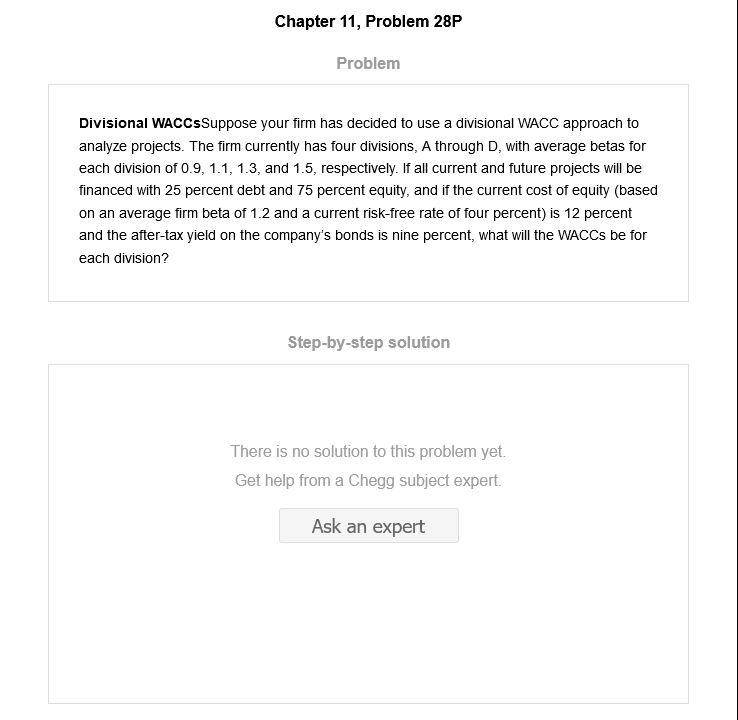 Chapter 11, Problem 28P
Problem
Divisional WACCsSuppose your firm has decided to use a divisional WACC approach to
analyze projects. The firm currently has four divisions, A through D, with average betas for
each division of 0.9, 1.1, 1.3, and 1.5, respectively. If all current and future projects will be
financed with 25 percent debt and 75 percent equity, and if the current cost of equity (based
on an average firm beta of 1.2 and a current risk-free rate of four percent) is 12 percent
and the after-tax yield on the company's bonds is nine percent, what will the WACCs be for
each division?
Step-by-step solution
There is no solution to this problem yet.
Get help from a Chegg subject expert.
Ask an expert